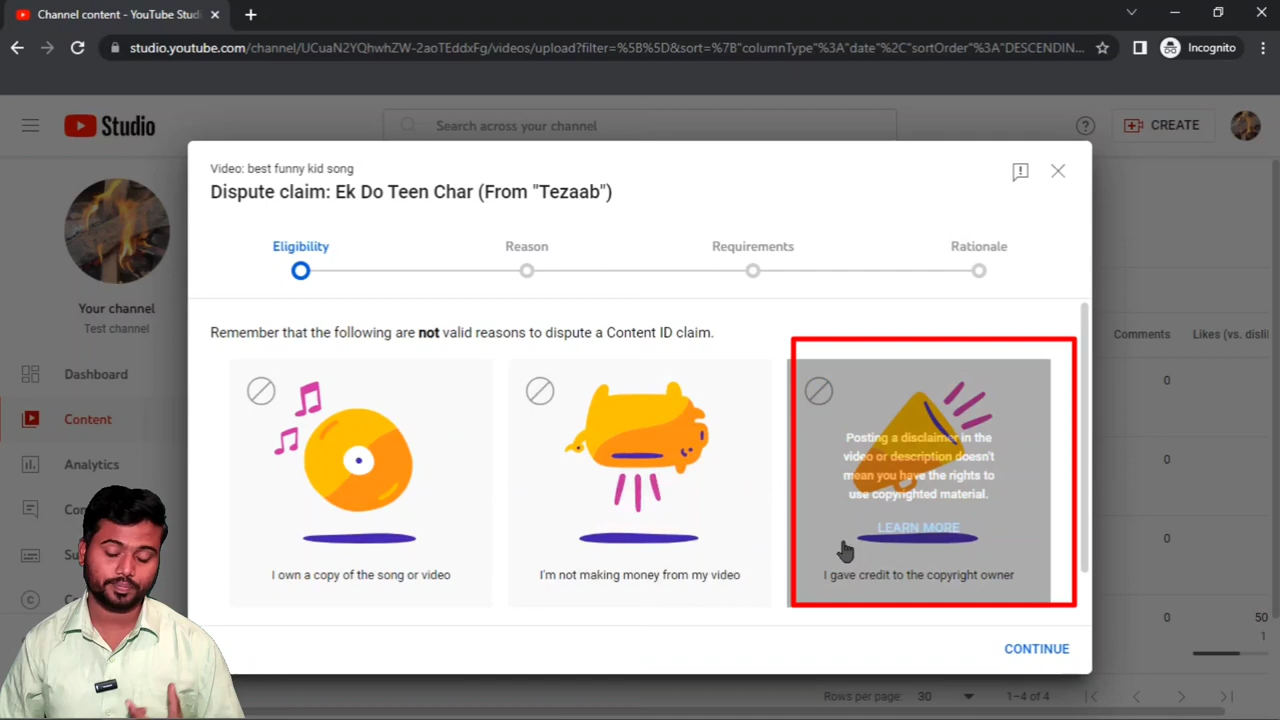 Channel content - YouTube Studi
studio.youtube.com/channel/UCuaN2YQhwhZW-2aoTEddxFg/videos/upload?filter=%5B%5D&sort=%7B"columnType"%3A"date"%2C"sortOrder"%3A"DESCENDIN...
Incognito
Studio
Search across your channel
CREATE
Video: best funny kid song
Dispute claim: Ek Do Teen Char (From "Tezaab")
Eligibility
Reason
Requirements
Rationale
Your channel
Test channel
Remember that the following are not valid reasons to dispute a Content ID claim.
Comments
Likes (vs. disli
Dashboard
0
Content
Posting a disclaimer in the
video or description doesn't
mean you have the rights to
use copyrighted material.
LEARN MORE
0
Analytics
Co
0
Su
I own a copy of the song or video
I'm not making money from my video
I gave credit to the copyright owner
0
50
1
CONTINUE
Rows per page:
30
1–4 of 4